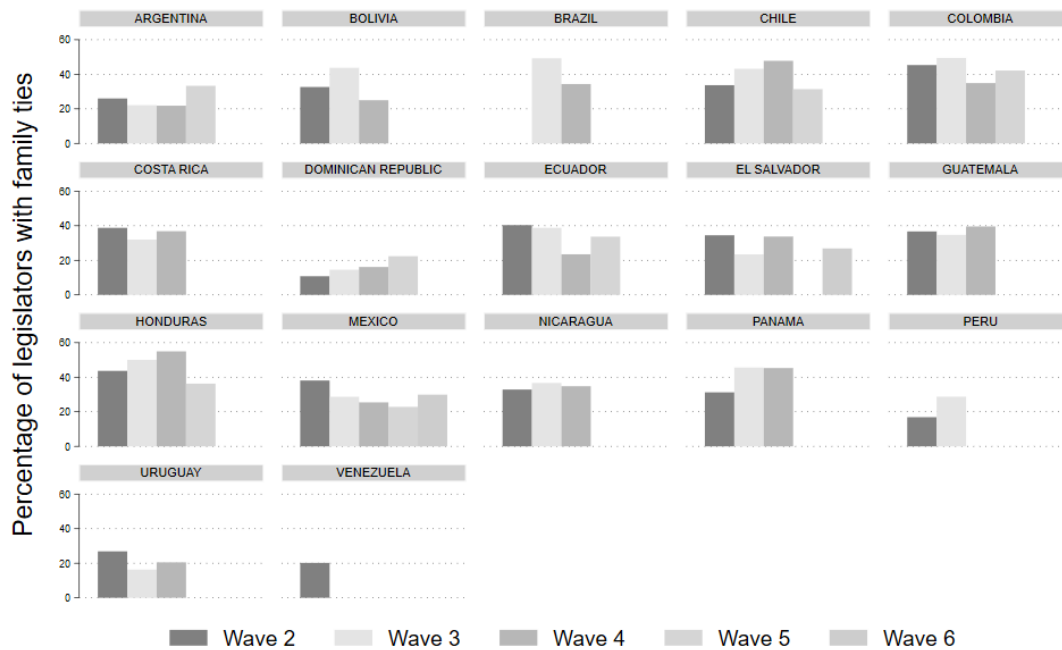 ARGENTINA BOLIVIA BRAZIL CHILE COLOMBIA
60
40
20
0
COSTA RICA DOMINICAN REPUBLIC ECUADOR EL SALVADOR GUATEMALA
60
40
20
0
HONDURAS MEXICO NICARAGUA PANAMA PERU
60
40
20
0
URUGUAY VENEZUELA
60
40
20
0
Percentage of legislators with family ties
Wave 2 Wave 3 Wave 4 Wave 5 Wave 6